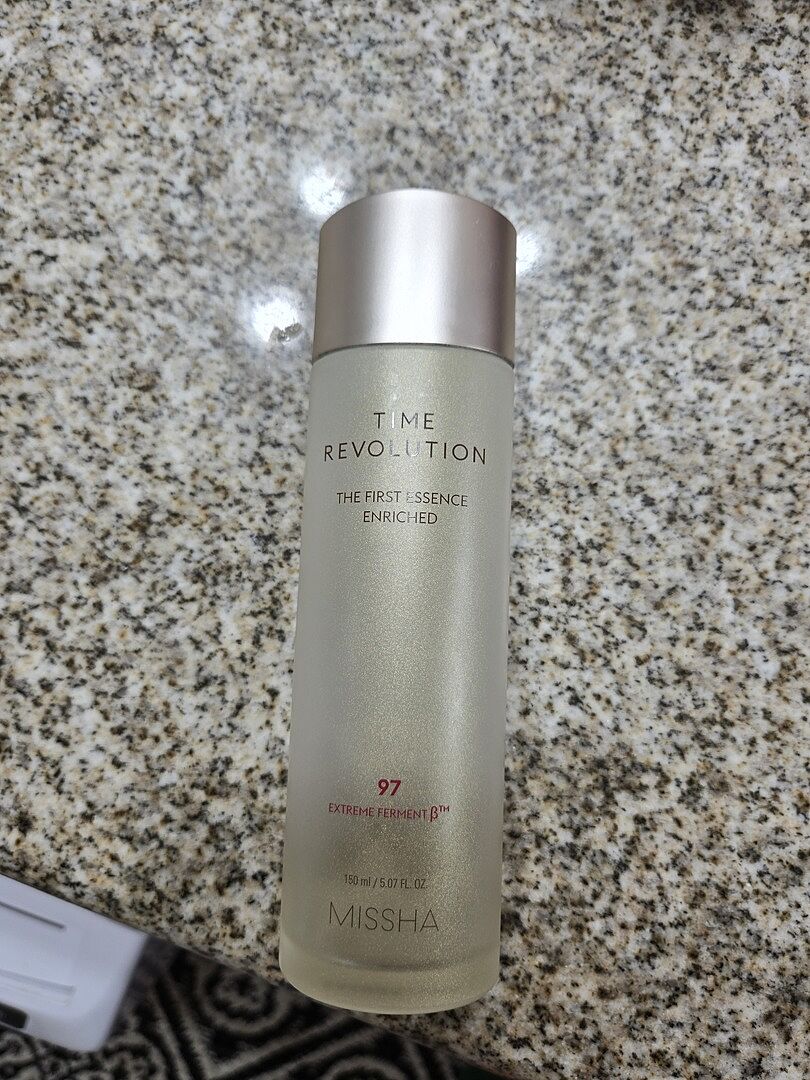 TIME
REVOLUTION
THE FIRST ESSENCE
ENRICHED
97
EXTREME FERMENT β™
150 ml / 5.07 FL. OZ.
MISSHA